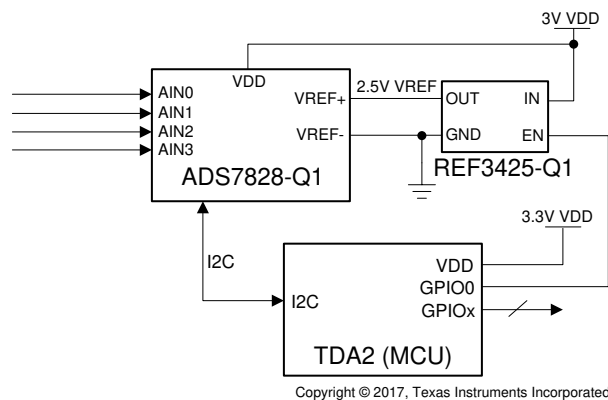 3V VDD
VDD
AIN0
AIN1
AIN2
AIN3
VREF+
VREF-
ADS7828-Q1
2.5V VREF
OUT
IN
GND
EN
REF3425-Q1
I2C
3.3V VDD
VDD
GPIO0
GPIOx
I2C
TDA2 (MCU)
Copyright © 2017, Texas Instruments Incorporated